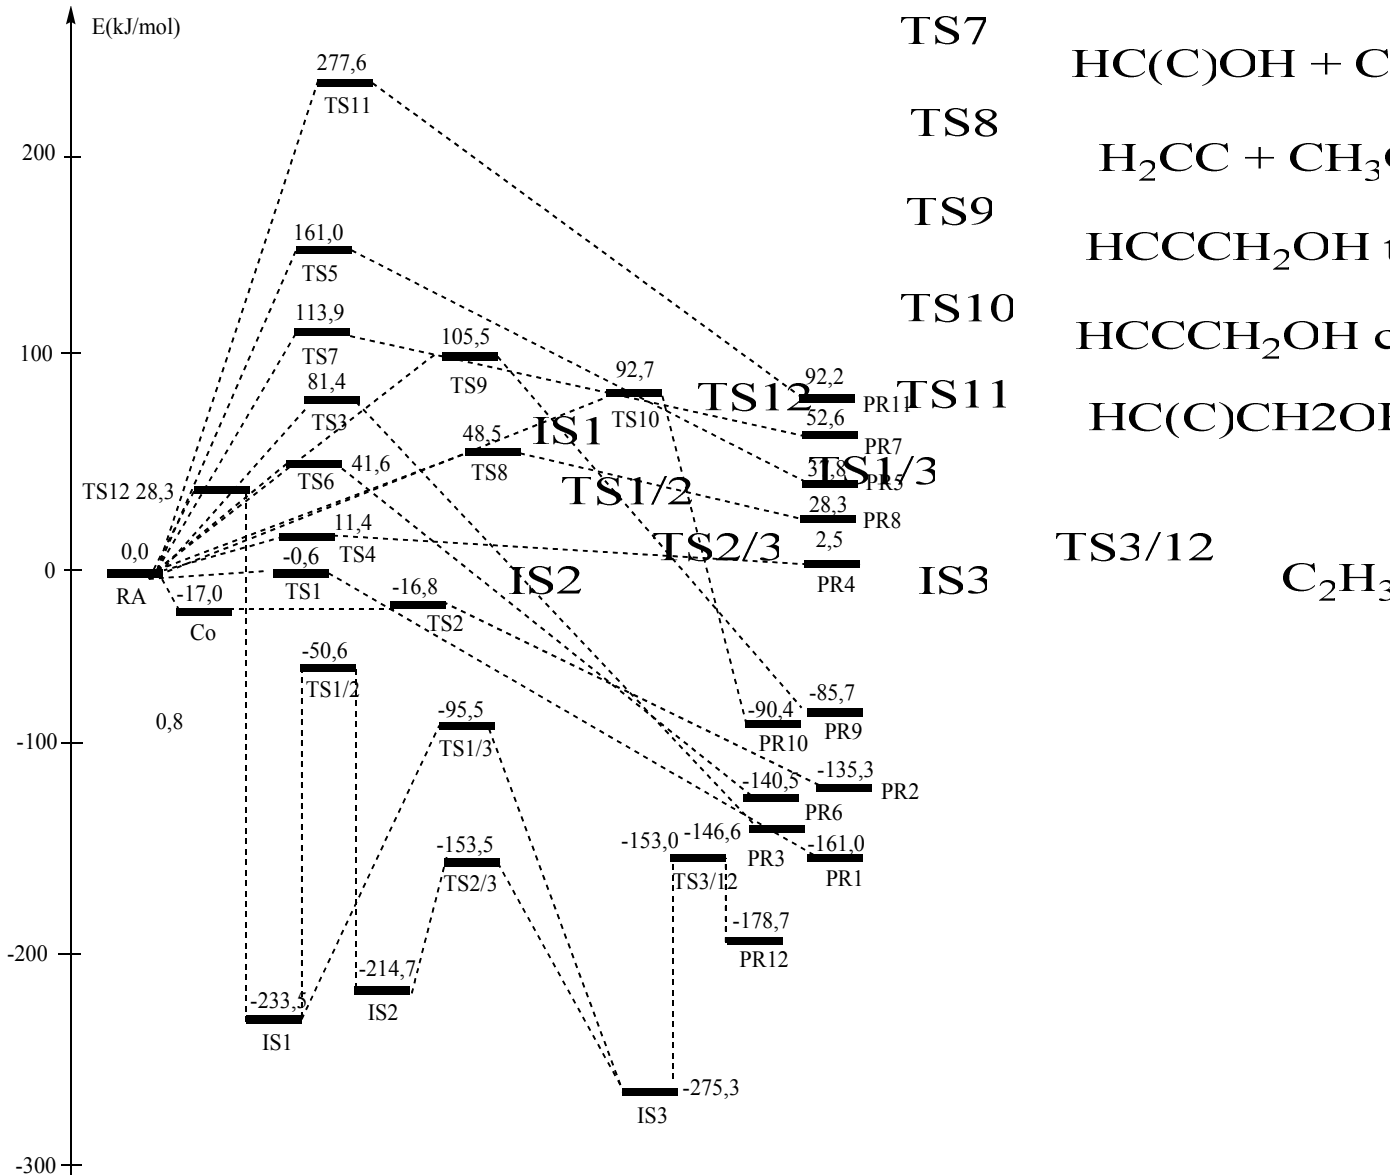 E(kJ/mol)
TS7
277,6
HC(C)OH + C
TS11
TS8
200
H₂CC + CH₃
TS9
161,0
HCCCH₂OH
TS5
113,9
TS10
105,5
TS7
HCCCH₂OH c
100
92,7
92,2
81,4
TS9
TS12
TS11
PR11
TS3
TS10
52,6
HC(C)CH2O
IS1
48,5
PR7
41,6
TS8
TS1/3
TS6
31,8
PR5
TS12 28,3
TS1/2
28,3
PR8
11,4
TS4
2,5
0,0
-0,6
TS2/3
TS3/12
0
PR4
RA
TS1
-17,0
-16,8
IS2
IS3
C₂H₃
Co
TS2
-50,6
TS1/2
-85,7
0,8
-95,5
-90,4
PR9
-100
TS1/3
PR10
-135,3
-140,5
PR2
PR6
-153,0
-146,6
-161,0
-153,5
PR3
PR1
TS2/3
TS3/12
-178,7
-200
PR12
-214,7
-233,5
IS2
IS1
-275,3
IS3
-300